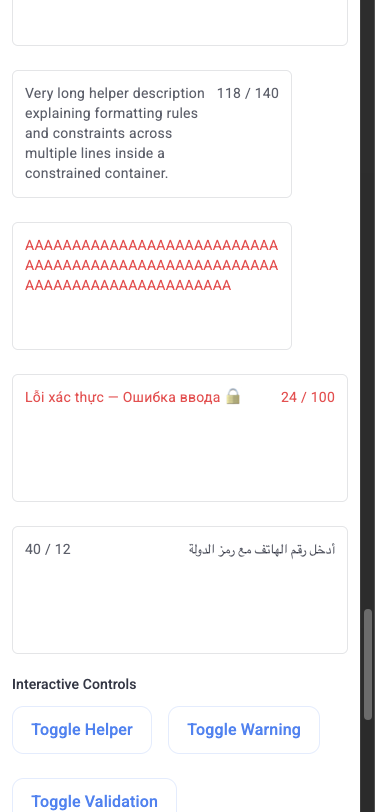 Very long helper description 118 / 140
explaining formatting rules
and constraints across
multiple lines inside a
constrained container.
AAAAAAAAAAAAAAAAAAAAAAAAAAA
AAAAAAAAAAAAAAAAAAAAAAAAAAA
AAAAAAAAAAAAAAAAAAAAAA
Lỗi xác thực — Ошибка ввода 🔒 24 / 100
أدخل رقم الهاتف مع رمز الدولة 40 / 12
Interactive Controls
Toggle Helper Toggle Warning
Toggle Validation